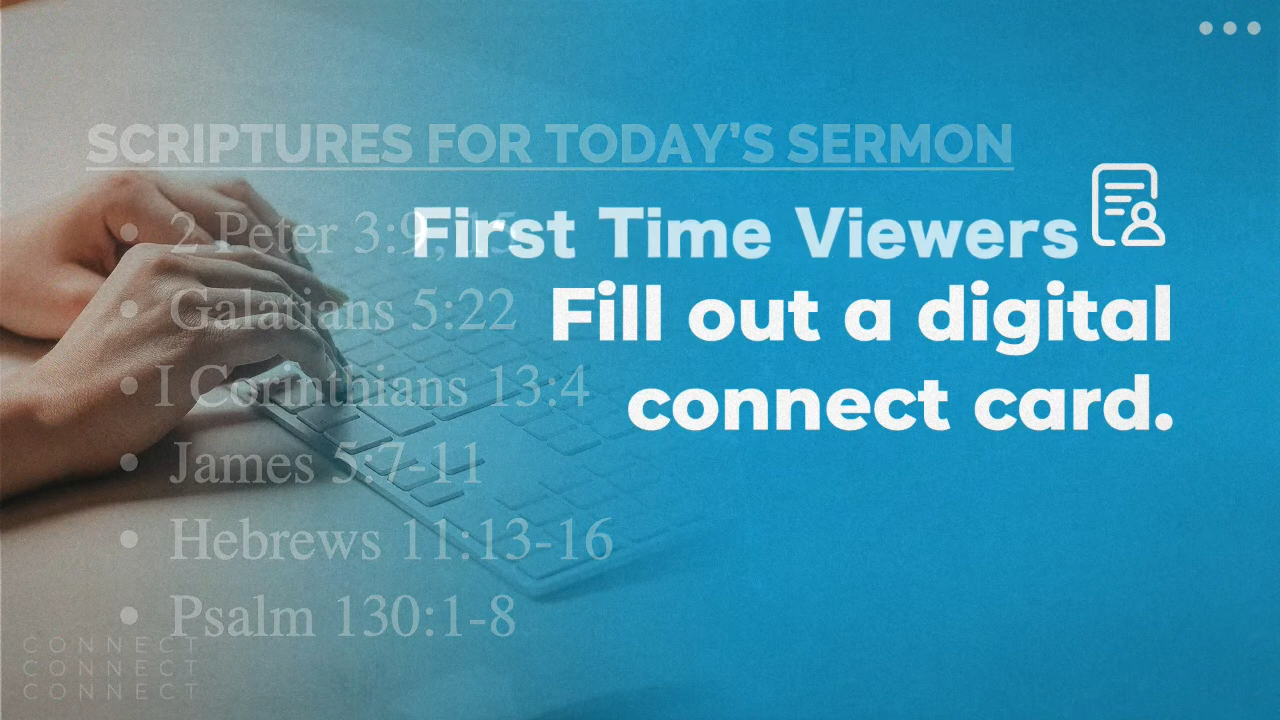 SCRIPTURES FOR TODAY’S SERMON
• 2 Peter 3:9, 15
• Galatians 5:22
• I Corinthians 13:4
• James 5:7-11
• Hebrews 11:13-16
• Psalm 130:1-8
First Time Viewers
Fill out a digital
connect card.
CONNECT
CONNECT
CONNECT